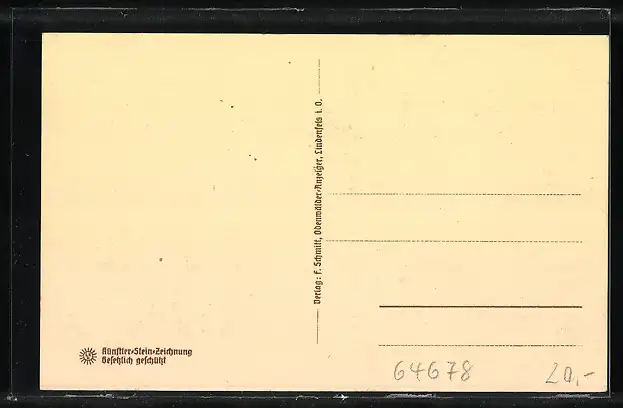 Verlag: F. Schmitt, Odenwälder-Anzeiger, Lindenfels i. O.
Künstler-Stein-Zeichnung
Gesetzlich geschützt
64678
20,-